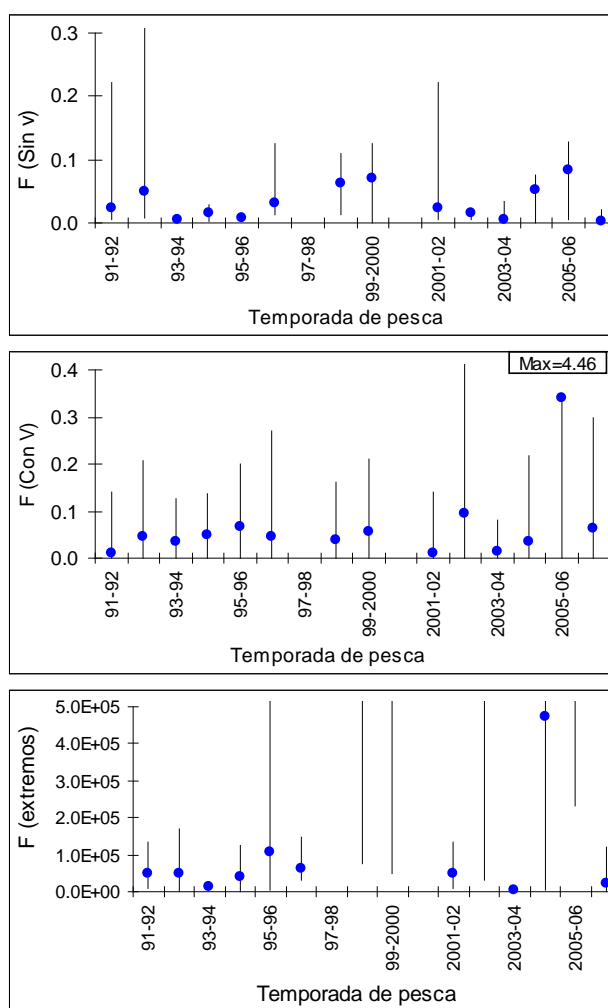 F (Sin v)
0.3
0.2
0.1
0.0
91-92
93-94
95-96
97-98
99-2000
2001-02
2003-04
2005-06
Temporada de pesca
Max=4.46
F (Con V)
0.4
0.3
0.2
0.1
0.0
91-92
93-94
95-96
97-98
99-2000
2001-02
2003-04
2005-06
Temporada de pesca
F (extremos)
5.0E+05
4.0E+05
3.0E+05
2.0E+05
1.0E+05
0.0E+00
91-92
93-94
95-96
97-98
99-2000
2001-02
2003-04
2005-06
Temporada de pesca